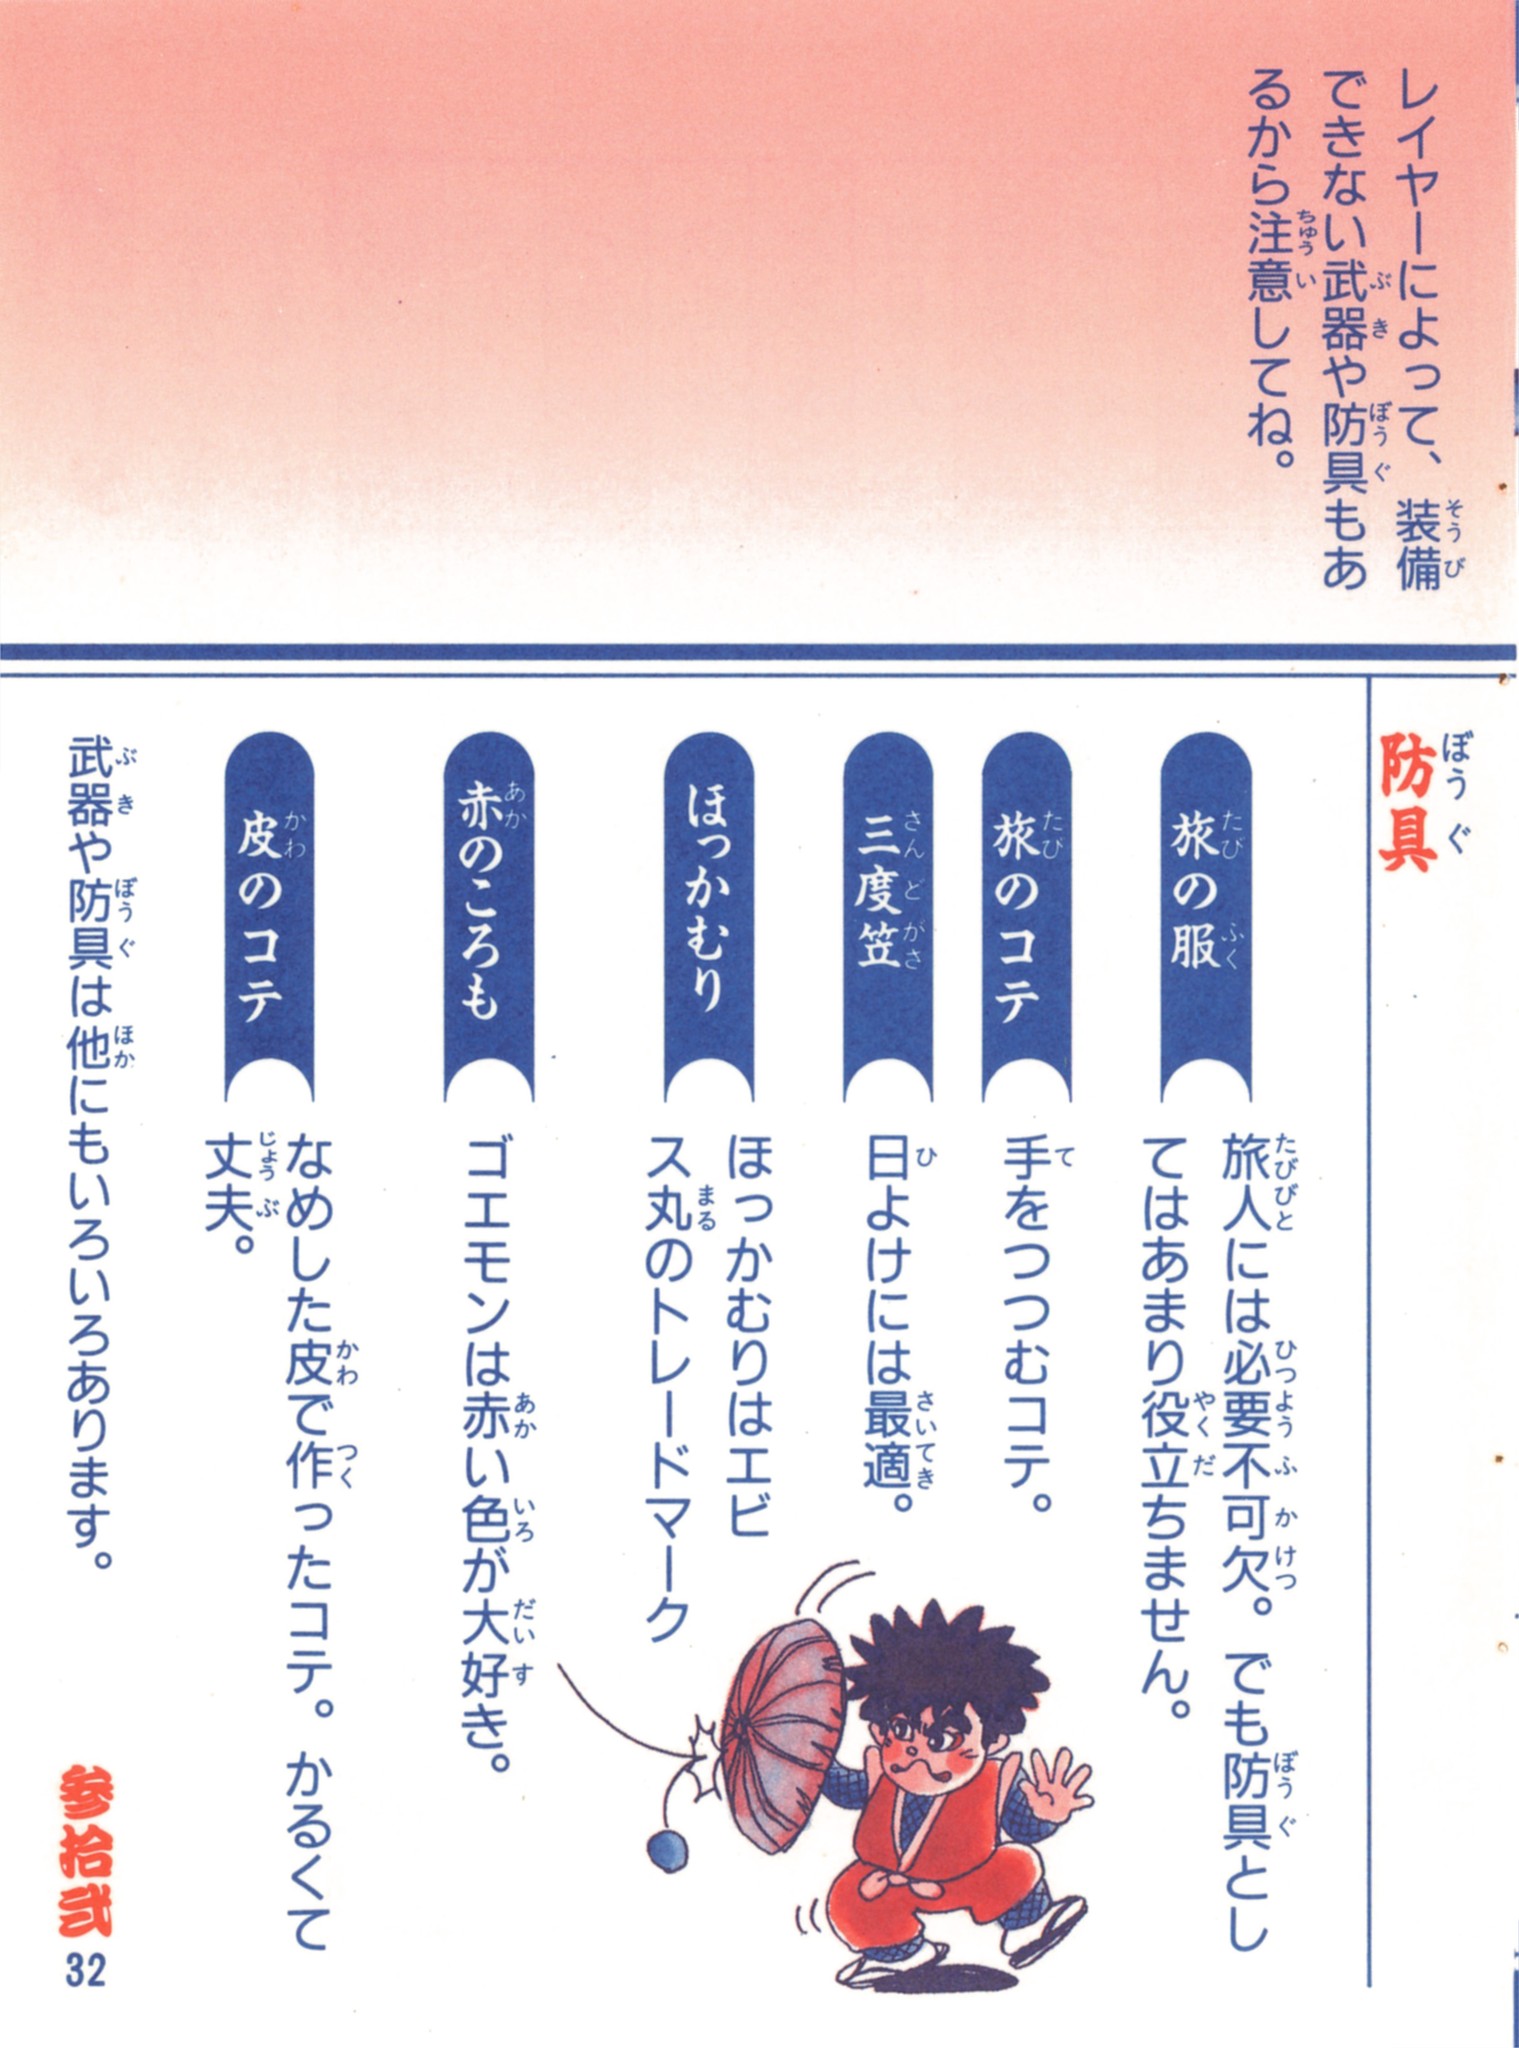 レイヤーによって、装備
できない武器や防具もあ
るから注意してね。
防具
旅の服
旅人には必要不可欠。でも防具とし
てはあまり役立ちません。
旅のコテ
手をつつむコテ。
三度笠
日よけには最適。
ほっかむり
ほっかむりはエビ
ス丸のトレードマーク
赤のころも
ゴエモンは赤い色が大好き。
皮のコテ
なめした皮で作ったコテ。かるくて
丈夫。
武器や防具は他にもいろいろあります。
参拾弐
32